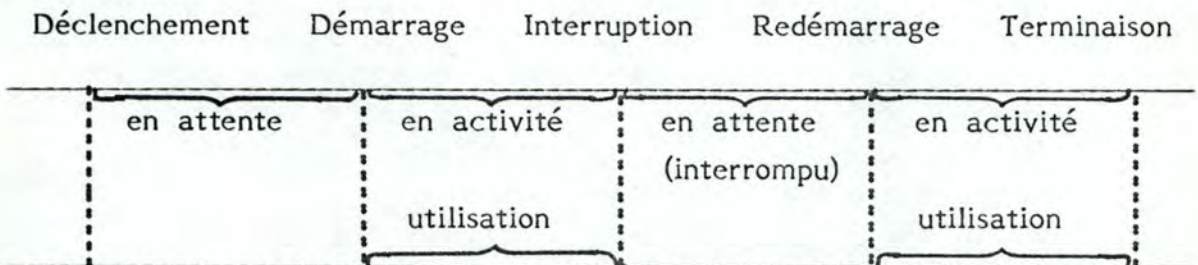 Déclenchement Démarrage Interruption Redémarrage Terminaison
en attente en activité en attente en activité
(interrompu)
utilisation utilisation